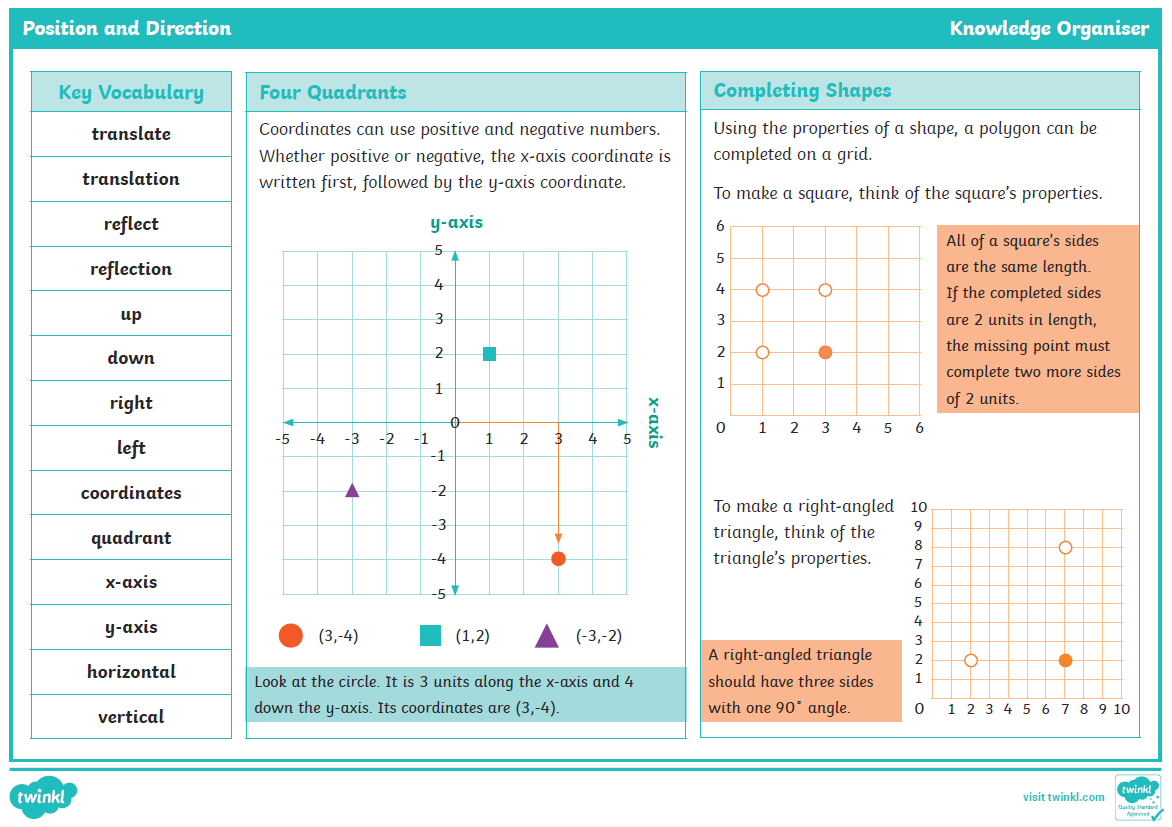 Position and Direction
Knowledge Organiser
Key Vocabulary
translate
translation
reflect
reflection
up
down
right
left
coordinates
quadrant
x-axis
y-axis
horizontal
vertical
Four Quadrants
Coordinates can use positive and negative numbers.
Whether positive or negative, the x-axis coordinate is
written first, followed by the y-axis coordinate.
y-axis
5
4
3
2
1
0
x-axis
-5 -4 -3 -2 -1 1 2 3 4 5
-1
-2
-3
-4
-5
(3,-4) (1,2) (-3,-2)
Look at the circle. It is 3 units along the x-axis and 4
down the y-axis. Its coordinates are (3,-4).
Completing Shapes
Using the properties of a shape, a polygon can be
completed on a grid.
To make a square, think of the square's properties.
6
5
4
3
2
1
0 1 2 3 4 5 6
All of a square's sides
are the same length.
If the completed sides
are 2 units in length,
the missing point must
complete two more sides
of 2 units.
To make a right-angled
triangle, think of the
triangle's properties.
A right-angled triangle
should have three sides
with one 90˚ angle.
10
9
8
7
6
5
4
3
2
1
0 1 2 3 4 5 6 7 8 9 10
twinkl
visit twinkl.com
twinkl
Quality Standard
Approved